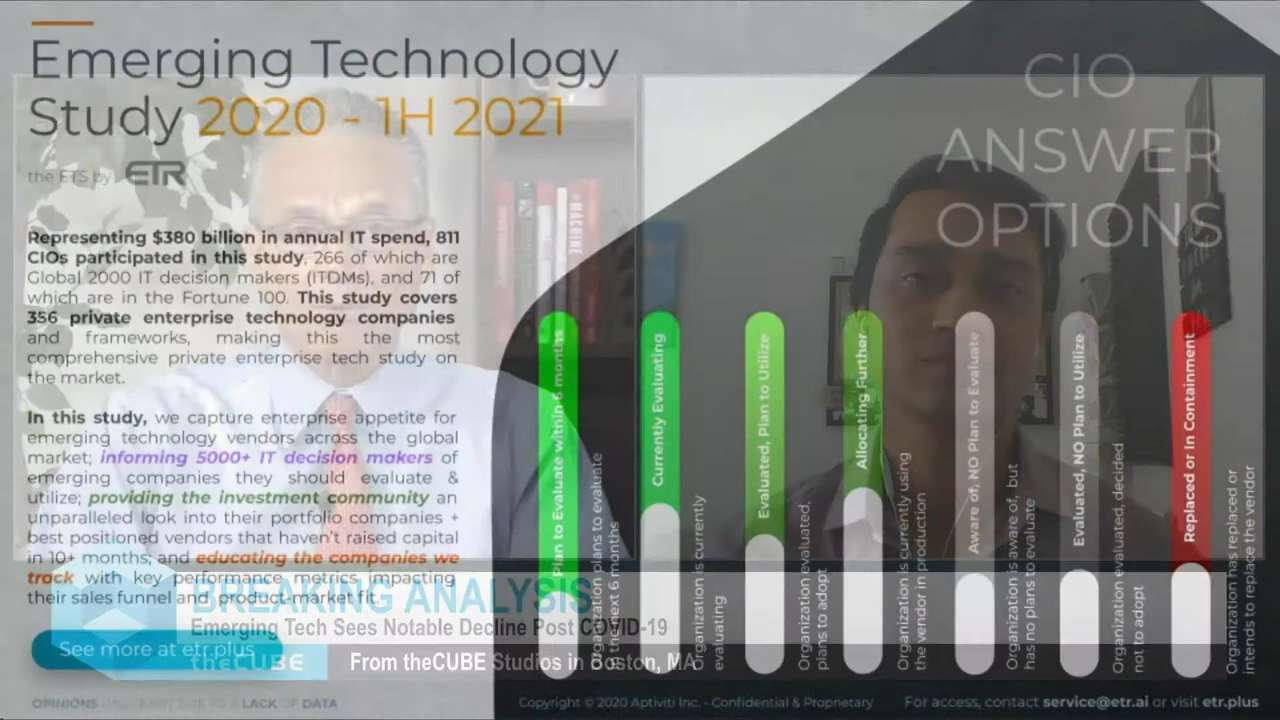 Emerging Technology
Study 2020 - 1H 2021
the ETS by ETR
Representing $380 billion in annual IT spend, 811
CIOs participated in this study, 266 of which are
Global 2000 IT decision makers (ITDMs), and 71 of
which are in the Fortune 100. This study covers
356 private enterprise technology companies
and frameworks, making this the most
comprehensive private enterprise tech study on
the market.
In this study, we capture enterprise appetite for
emerging technology vendors across the global
market; informing 5000+ IT decision makers of
emerging companies they should evaluate &
utilize; providing the investment community an
unparalleled look into their portfolio companies +
best positioned vendors that haven't raised capital
in 10+ months; and educating the companies we
track with key performance metrics impacting
their sales funnel and product-market fit.
See more at etr.plus
BREAKING ANALYSIS
Emerging Tech Sees Notable Decline Post COVID-19
theCUBE
From theCUBE Studios in Boston, MA
OPINIONS
LACK OF DATA
CIO
ANSWER
OPTIONS
MACHINE
Plan to Evaluate within 6 months
Organization plans to evaluate
in the next 6 months
Currently Evaluating
Organization is currently
evaluating
Evaluated, Plan to Utilize
Organization evaluated,
plans to adopt
Allocating Further
Organization is currently using
the vendor in production
Aware of, NO Plan to Evaluate
Organization is aware of, but
has no plans to evaluate
Evaluated, NO Plan to Utilize
Organization evaluated, decided
not to adopt
Replaced or In Containment
Organization has replaced or
intends to replace the vendor
Copyright © 2020 Aptiviti Inc. - Confidential & Proprietary
For access, contact service@etr.ai or visit etr.plus